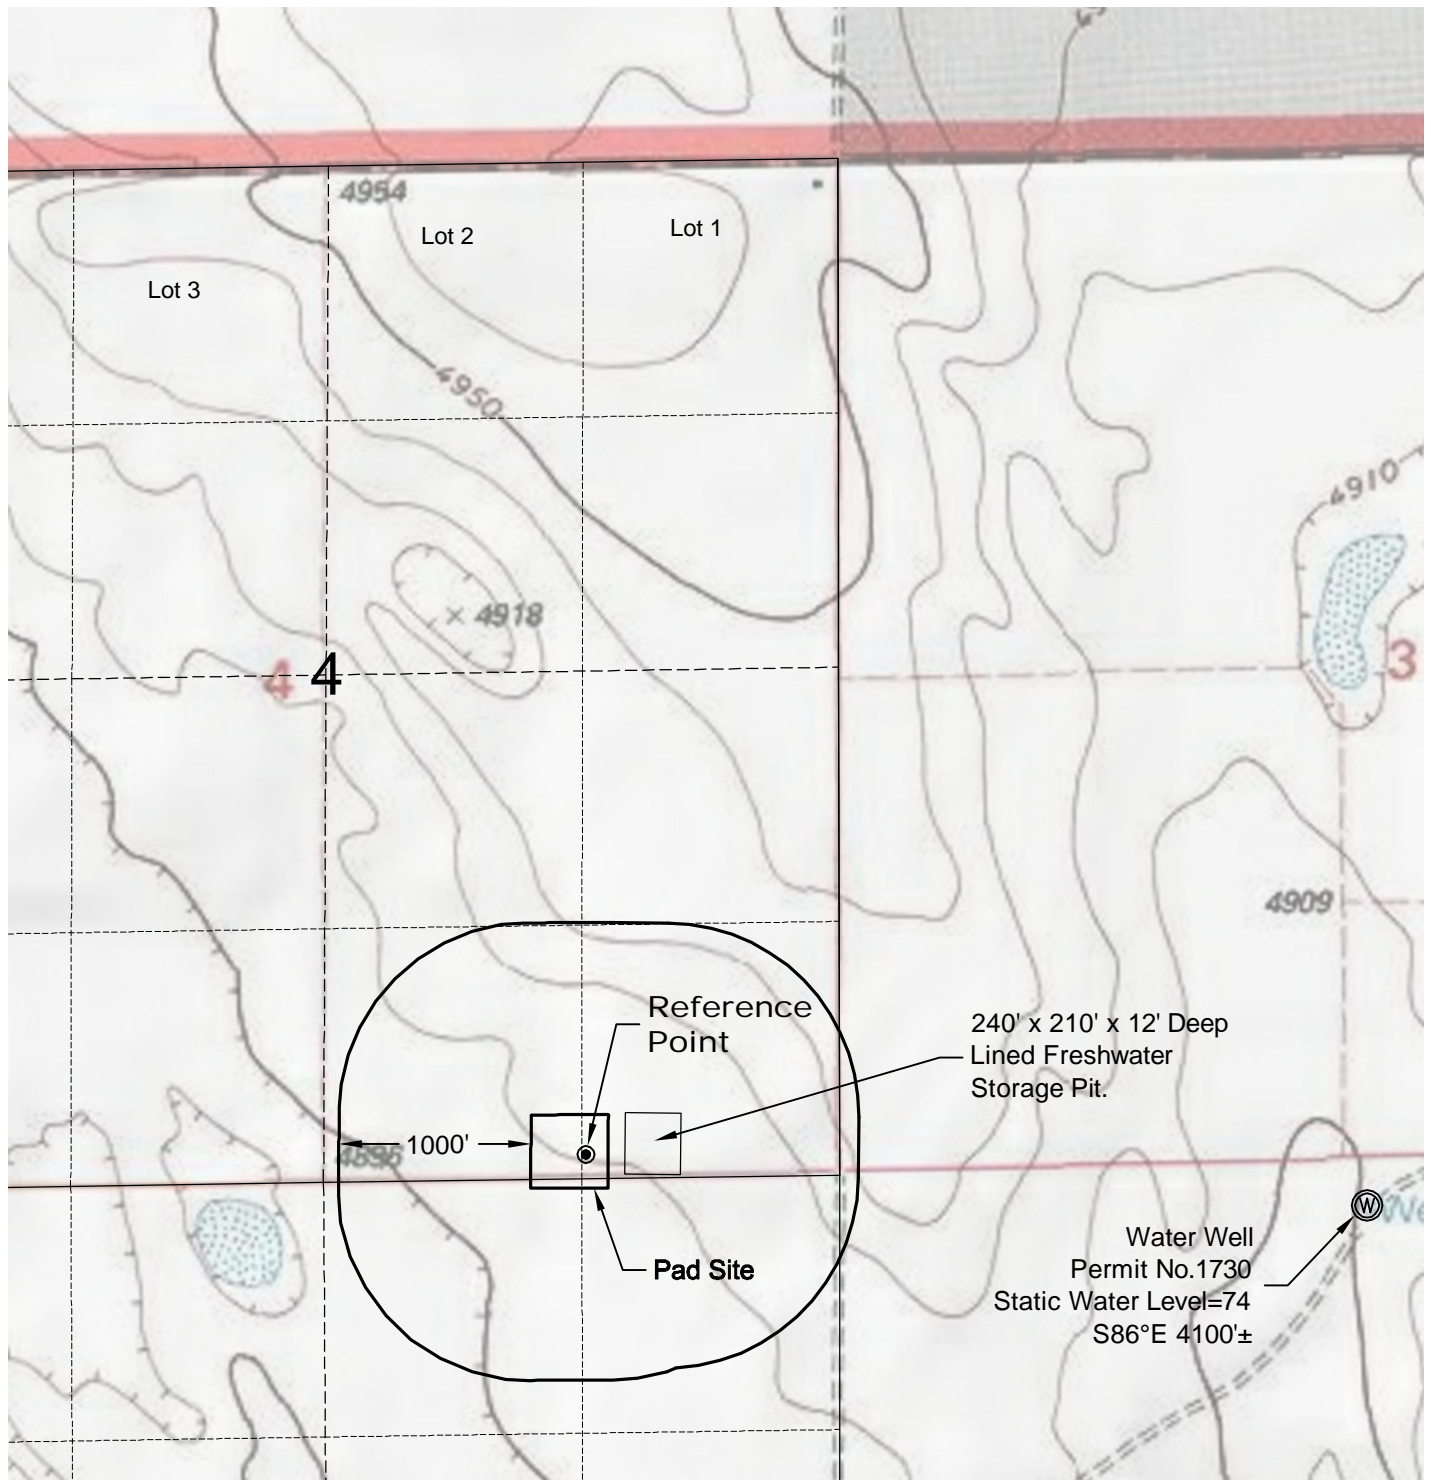 4954
Lot 2
Lot 1
Lot 3
4950
4910
4918
4
4
3
4909
Reference
Point
240' x 210' x 12' Deep
Lined Freshwater
Storage Pit.
1000'
W
Water Well
Permit No.1730
Static Water Level=74
S86°E 4100'±
Pad Site